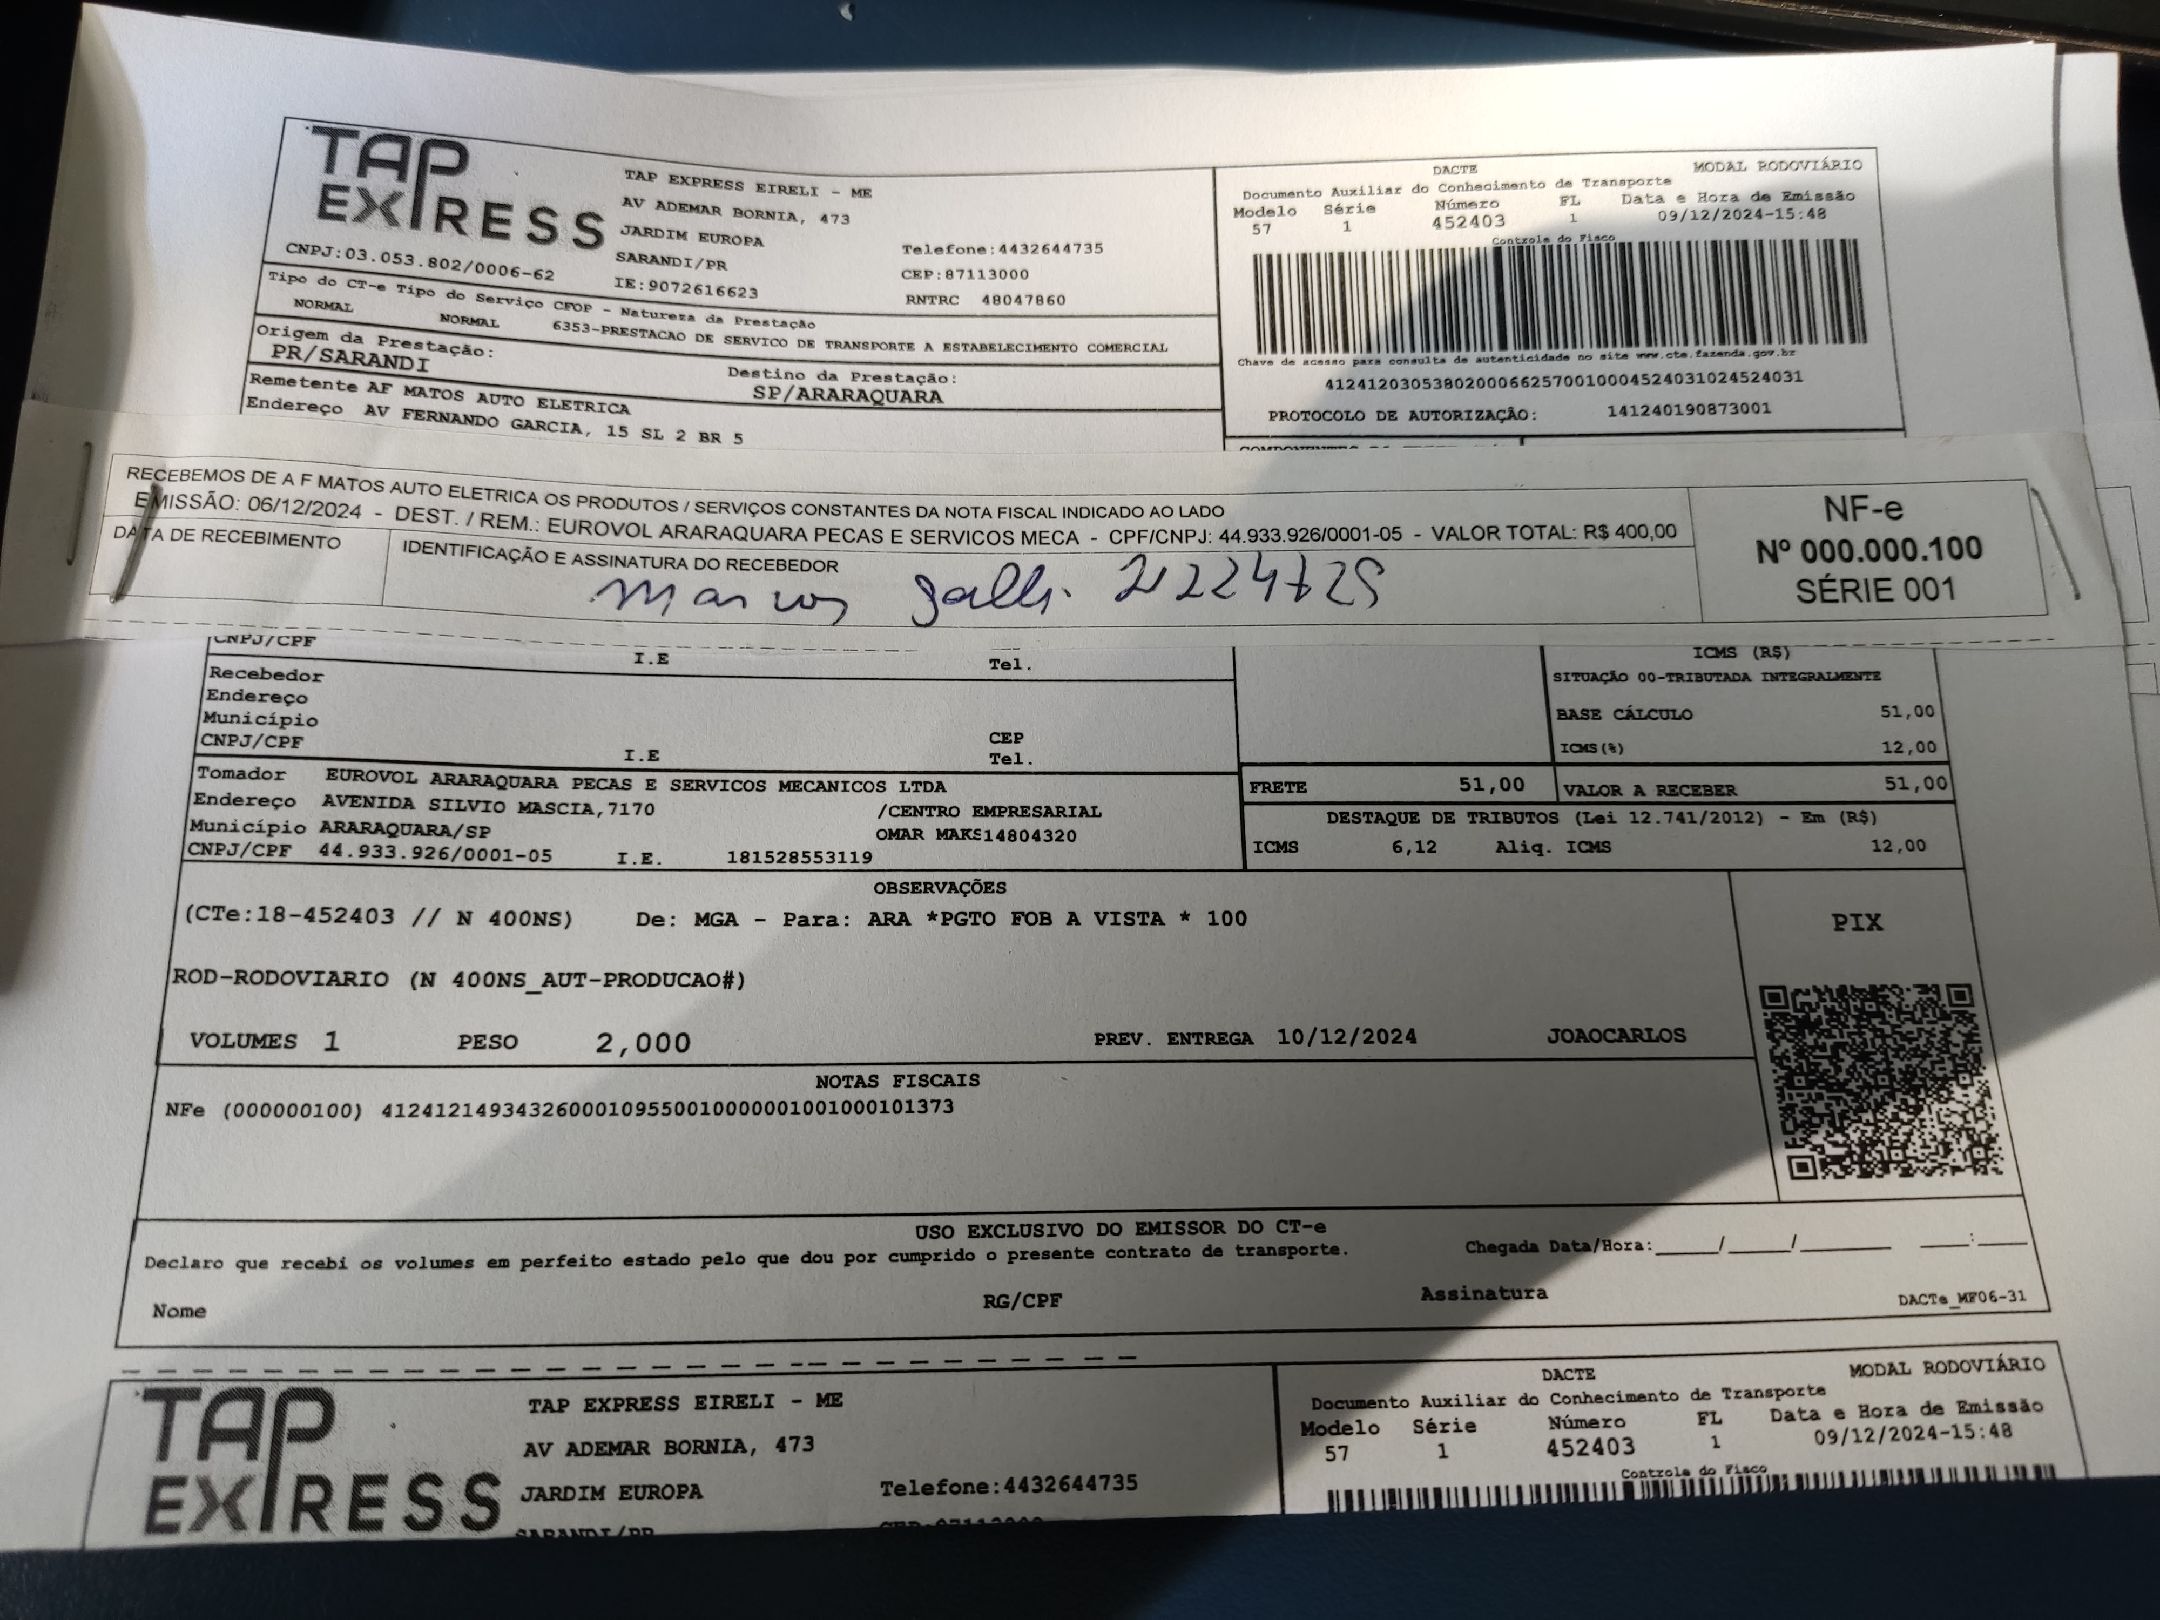 TAP
EXPRESS
TAP EXPRESS EIRELI - ME
AV ADEMAR BORNIA, 473
JARDIM EUROPA
SARANDI/PR
IE:9072616623
Telefone:4432644735
CEP:87113000
RNTRC 48047860
CNPJ:03.053.802/0006-62
DACTE MODAL RODOVIÁRIO
Documento Auxiliar do Conhecimento de Transporte
Modelo Série Número FL Data e Hora de Emissão
57 1 452403 1 09/12/2024-15:48
Controle do Fisco
Chave de acesso para consulta de autenticidade no site www.cte.fazenda.gov.br
41241203053802000662570010004524031024524031
PROTOCOLO DE AUTORIZAÇÃO: 141240190873001
Tipo do CT-e Tipo do Serviço CFOP - Natureza da Prestação
NORMAL NORMAL 6353-PRESTACAO DE SERVICO DE TRANSPORTE A ESTABELECIMENTO COMERCIAL
Origem da Prestação: Destino da Prestação:
PR/SARANDI SP/ARARAQUARA
Remetente AF MATOS AUTO ELETRICA
Endereço AV FERNANDO GARCIA, 15 SL 2 BR 5
RECEBEMOS DE A F MATOS AUTO ELETRICA OS PRODUTOS / SERVIÇOS CONSTANTES DA NOTA FISCAL INDICADO AO LADO
EMISSÃO: 06/12/2024 - DEST. / REM.: EUROVOL ARARAQUARA PECAS E SERVICOS MECA - CPF/CNPJ: 44.933.926/0001-05 - VALOR TOTAL: R$ 400,00
DATA DE RECEBIMENTO IDENTIFICAÇÃO E ASSINATURA DO RECEBEDOR
Marcos
NF-e
Nº 000.000.100
SÉRIE 001
CNPJ/CPF I.E Tel.
Recebedor
Endereço
Município CEP
CNPJ/CPF I.E Tel.
ICMS (R$)
SITUAÇÃO 00-TRIBUTADA INTEGRALMENTE
BASE CÁLCULO 51,00
ICMS(%) 12,00
Tomador EUROVOL ARARAQUARA PECAS E SERVICOS MECANICOS LTDA
Endereço AVENIDA SILVIO MASCIA,7170 /CENTRO EMPRESARIAL
Município ARARAQUARA/SP OMAR MAKS14804320
CNPJ/CPF 44.933.926/0001-05 I.E. 181528553119
FRETE 51,00 VALOR A RECEBER 51,00
DESTAQUE DE TRIBUTOS (Lei 12.741/2012) - Em (R$)
ICMS 6,12 Aliq. ICMS 12,00
OBSERVAÇÕES
(CTe:18-452403 // N 400NS) De: MGA - Para: ARA *PGTO FOB A VISTA * 100
ROD-RODOVIARIO (N 400NS_AUT-PRODUCAO#)
VOLUMES 1 PESO 2,000 PREV. ENTREGA 10/12/2024 JOAOCARLOS
PIX
NOTAS FISCAIS
NFe (000000100) 41241214934326000109550010000001001000101373
USO EXCLUSIVO DO EMISSOR DO CT-e
Declaro que recebi os volumes em perfeito estado pelo que dou por cumprido o presente contrato de transporte. Chegada Data/Hora:____/____/______ ___:___
Nome RG/CPF Assinatura DACTe_MF06-31
TAP
EXPRESS
TAP EXPRESS EIRELI - ME
AV ADEMAR BORNIA, 473
JARDIM EUROPA Telefone:4432644735
SARANDI/PR CEP:87113000
DACTE MODAL RODOVIÁRIO
Documento Auxiliar do Conhecimento de Transporte
Modelo Série Número FL Data e Hora de Emissão
57 1 452403 1 09/12/2024-15:48
Controle do Fisco